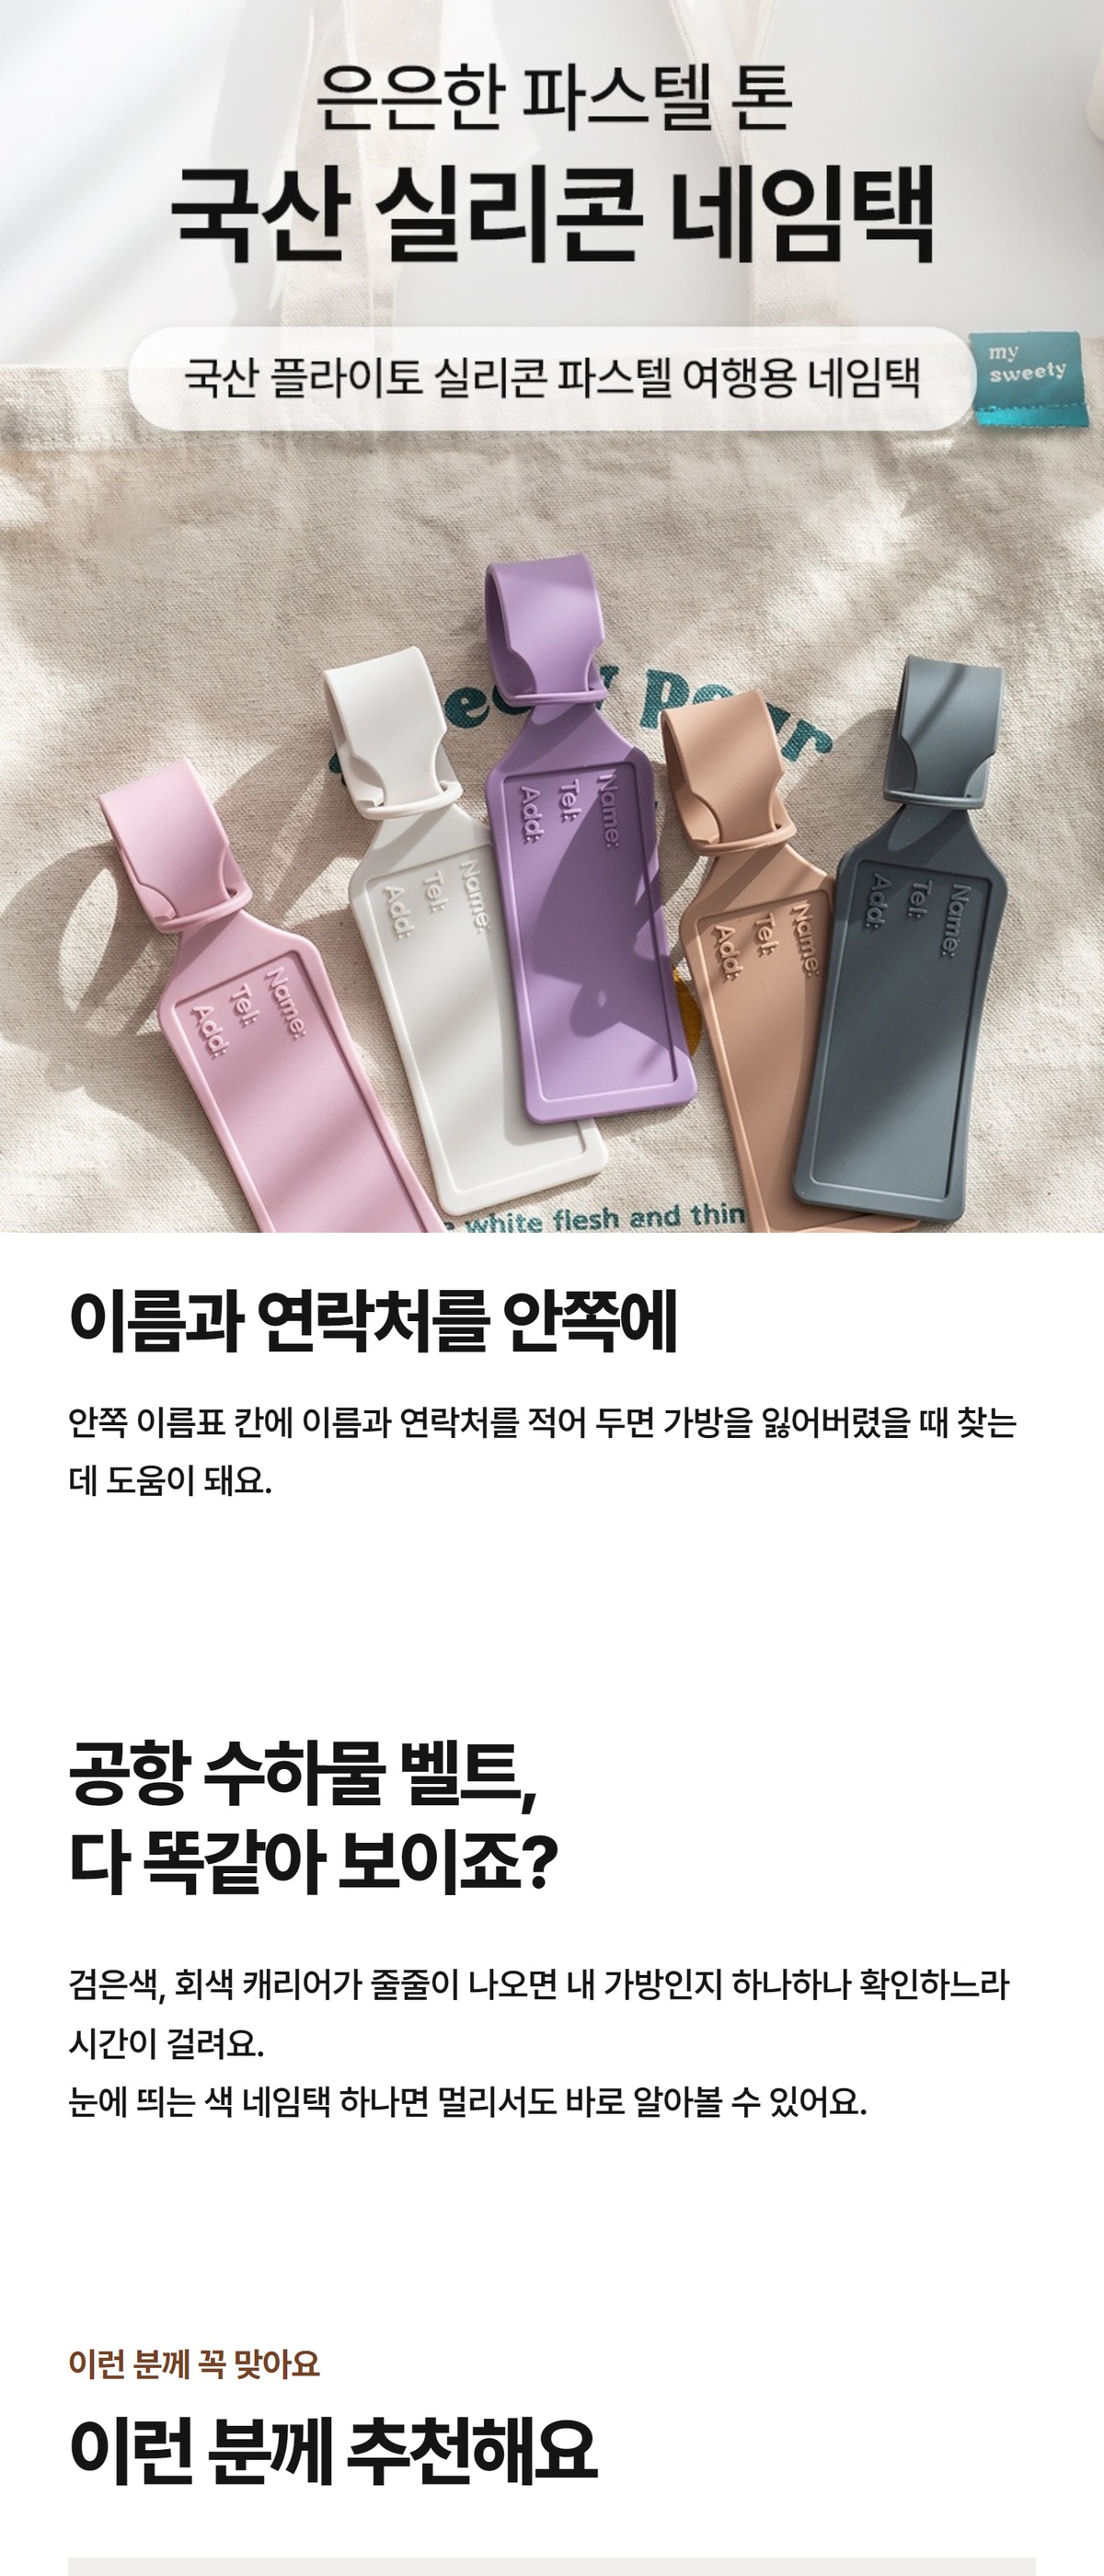 은은한 파스텔 톤
국산 실리콘 네임택
국산 플라이토 실리콘 파스텔 여행용 네임택
my
sweety
Name:
Tel:
Add:
Name:
Tel:
Add:
Name:
Tel:
Add:
Name:
Tel:
Add:
Name:
Tel:
Add:
white flesh and thin
이름과 연락처를 안쪽에
안쪽 이름표 칸에 이름과 연락처를 적어 두면 가방을 잃어버렸을 때 찾는
데 도움이 돼요.
공항 수하물 벨트,
다 똑같아 보이죠?
검은색, 회색 캐리어가 줄줄이 나오면 내 가방인지 하나하나 확인하느라
시간이 걸려요.
눈에 띄는 색 네임택 하나면 멀리서도 바로 알아볼 수 있어요.
이런 분께 꼭 맞아요
이런 분께 추천해요